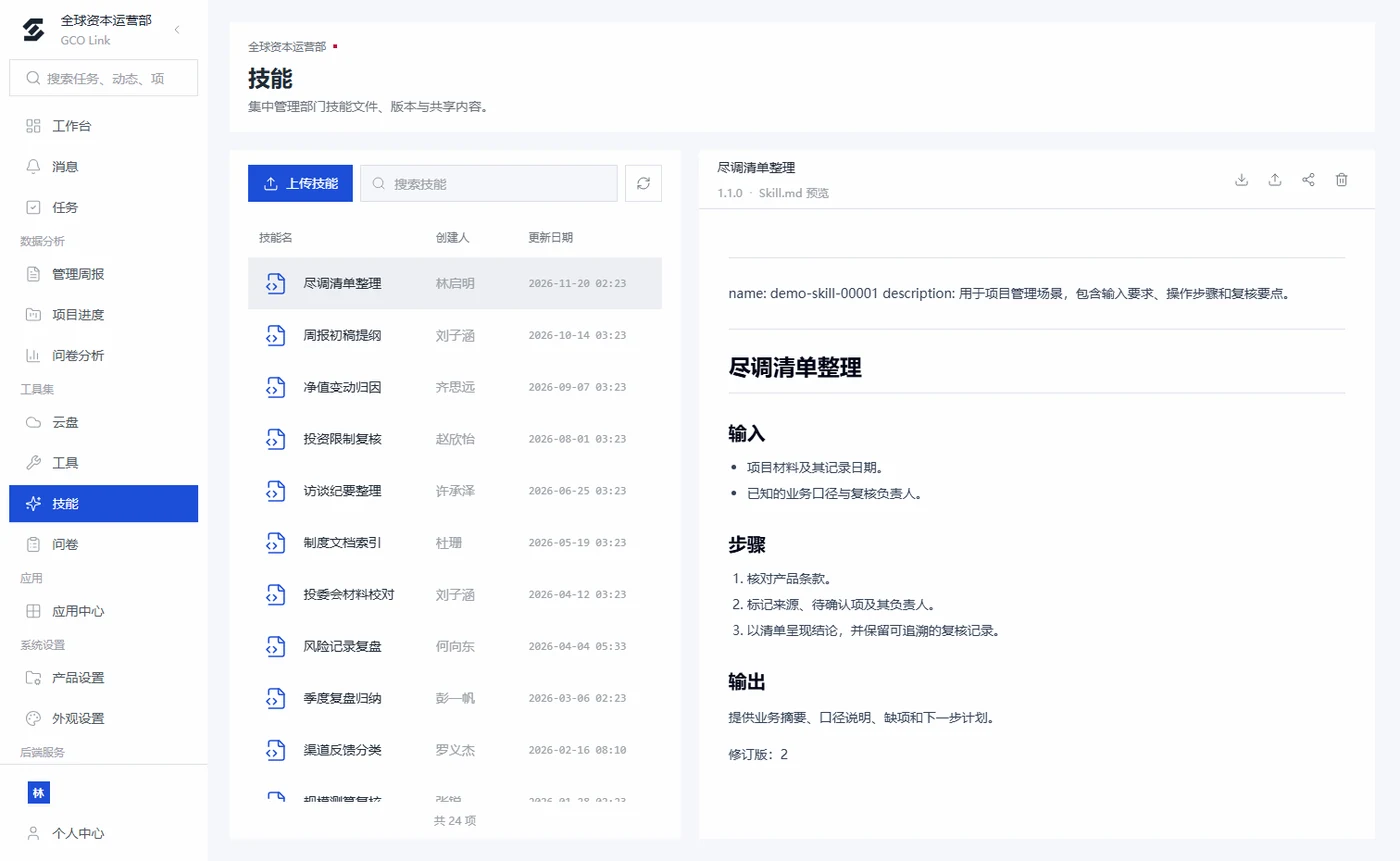 全球资本运营部
GCO Link
搜索任务、动态、项
工作台
消息
任务
数据分析
管理周报
项目进度
问卷分析
工具集
云盘
工具
技能
问卷
应用
应用中心
系统设置
产品设置
外观设置
后端服务
林
个人中心
全球资本运营部
技能
集中管理部门技能文件、版本与共享内容。
上传技能
搜索技能
技能名 创建人 更新日期
尽调清单整理 林启明 2026-11-20 02:23
周报初稿提纲 刘子涵 2026-10-14 03:23
净值变动归因 齐思远 2026-09-07 03:23
投资限制复核 赵欣怡 2026-08-01 03:23
访谈纪要整理 许承泽 2026-06-25 03:23
制度文档索引 杜珊 2026-05-19 03:23
投委会材料校对 刘子涵 2026-04-12 03:23
风险记录复盘 何向东 2026-04-04 05:33
季度复盘归纳 彭一帆 2026-03-06 02:23
渠道反馈分类 罗义杰 2026-02-16 08:10
规模测算复核 张锐 2026-01-28 02:23
共 24 项
尽调清单整理
1.1.0 · Skill.md 预览
name: demo-skill-00001 description: 用于项目管理场景，包含输入要求、操作步骤和复核要点。
尽调清单整理
输入
• 项目材料及其记录日期。
• 已知的业务口径与复核负责人。
步骤
1. 核对产品条款。
2. 标记来源、待确认项及其负责人。
3. 以清单呈现结论，并保留可追溯的复核记录。
输出
提供业务摘要、口径说明、缺项和下一步计划。
修订版：2